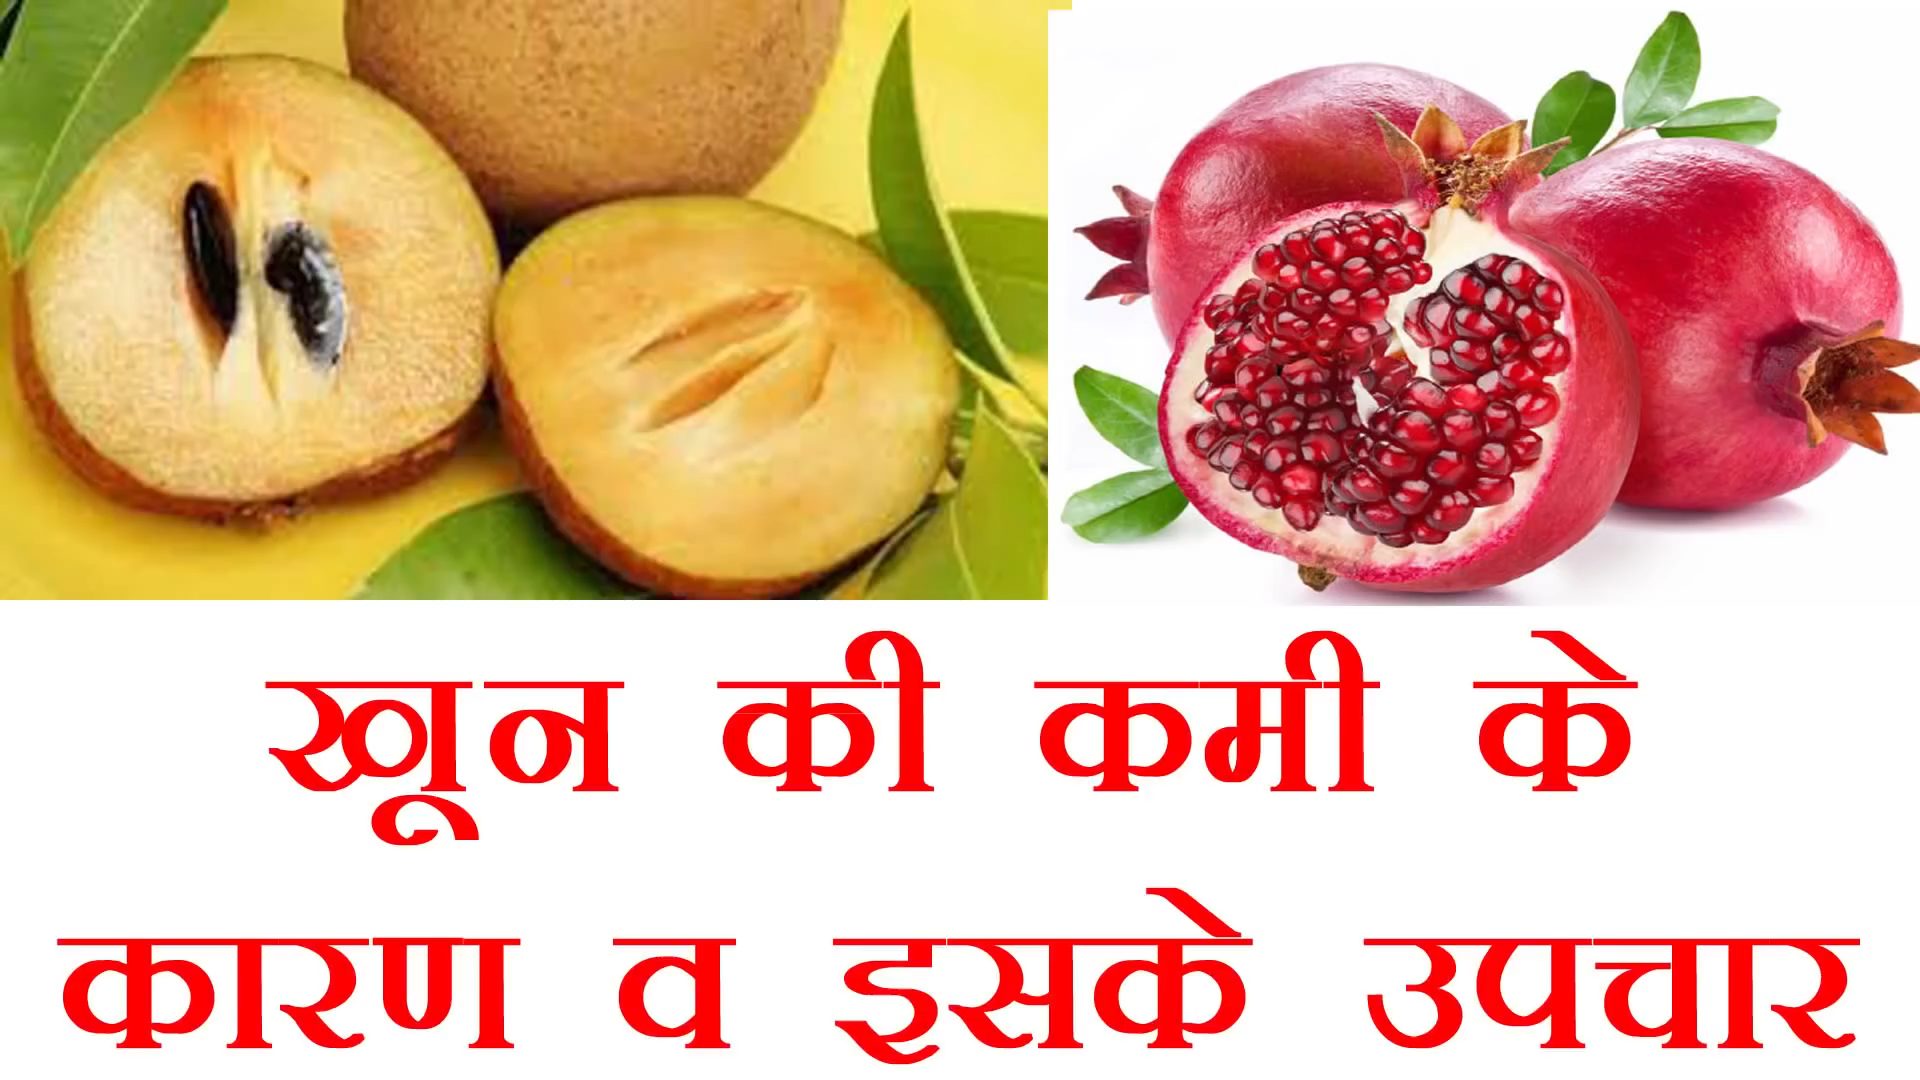 खून की कमी के
कारण व इसके उपचार